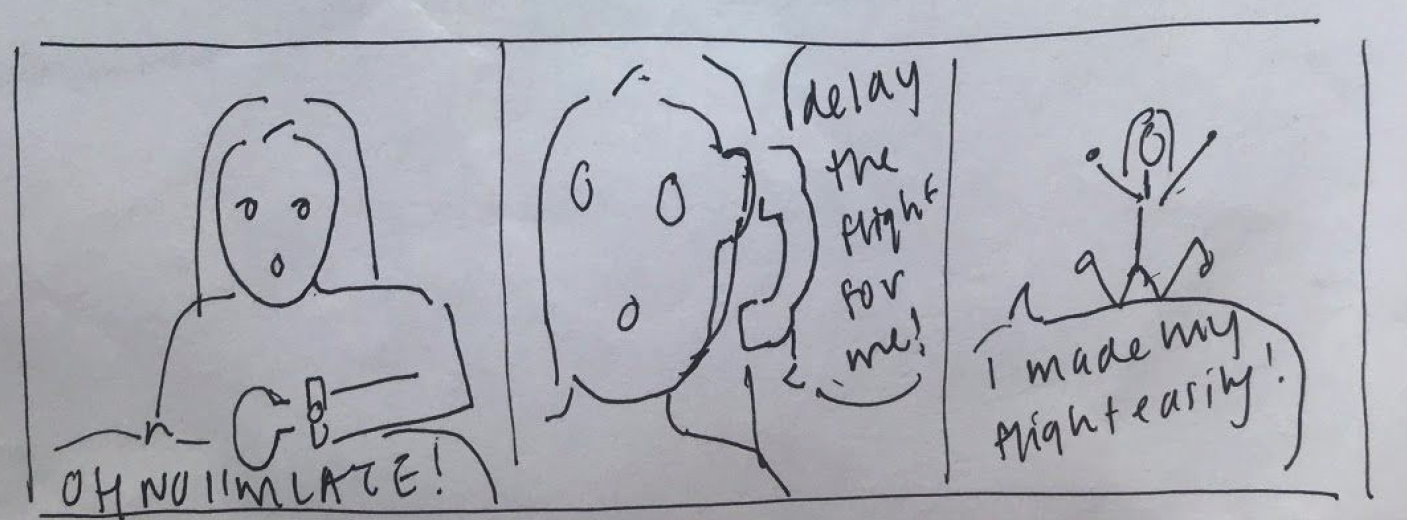 OH NO I'M LATE!
delay
the
flight
for
me!
I made my
flight easily!